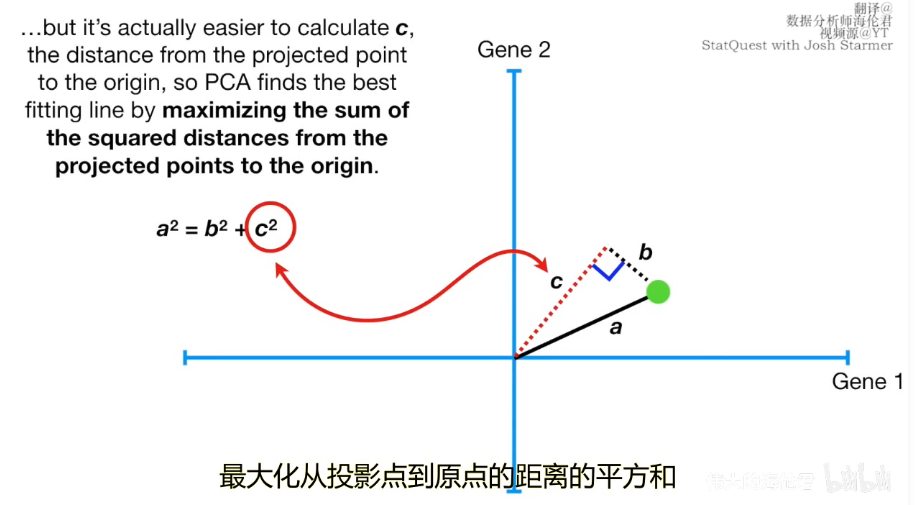 …but it’s actually easier to calculate c,
the distance from the projected point
to the origin, so PCA finds the best
fitting line by maximizing the sum of
the squared distances from the
projected points to the origin.
翻译@
数据分析师海伦君
视频源@YT
StatQuest with Josh Starmer
Gene 2
a² = b² + c²
b
c
a
Gene 1
最大化从投影点到原点的距离的平方和
bilibili